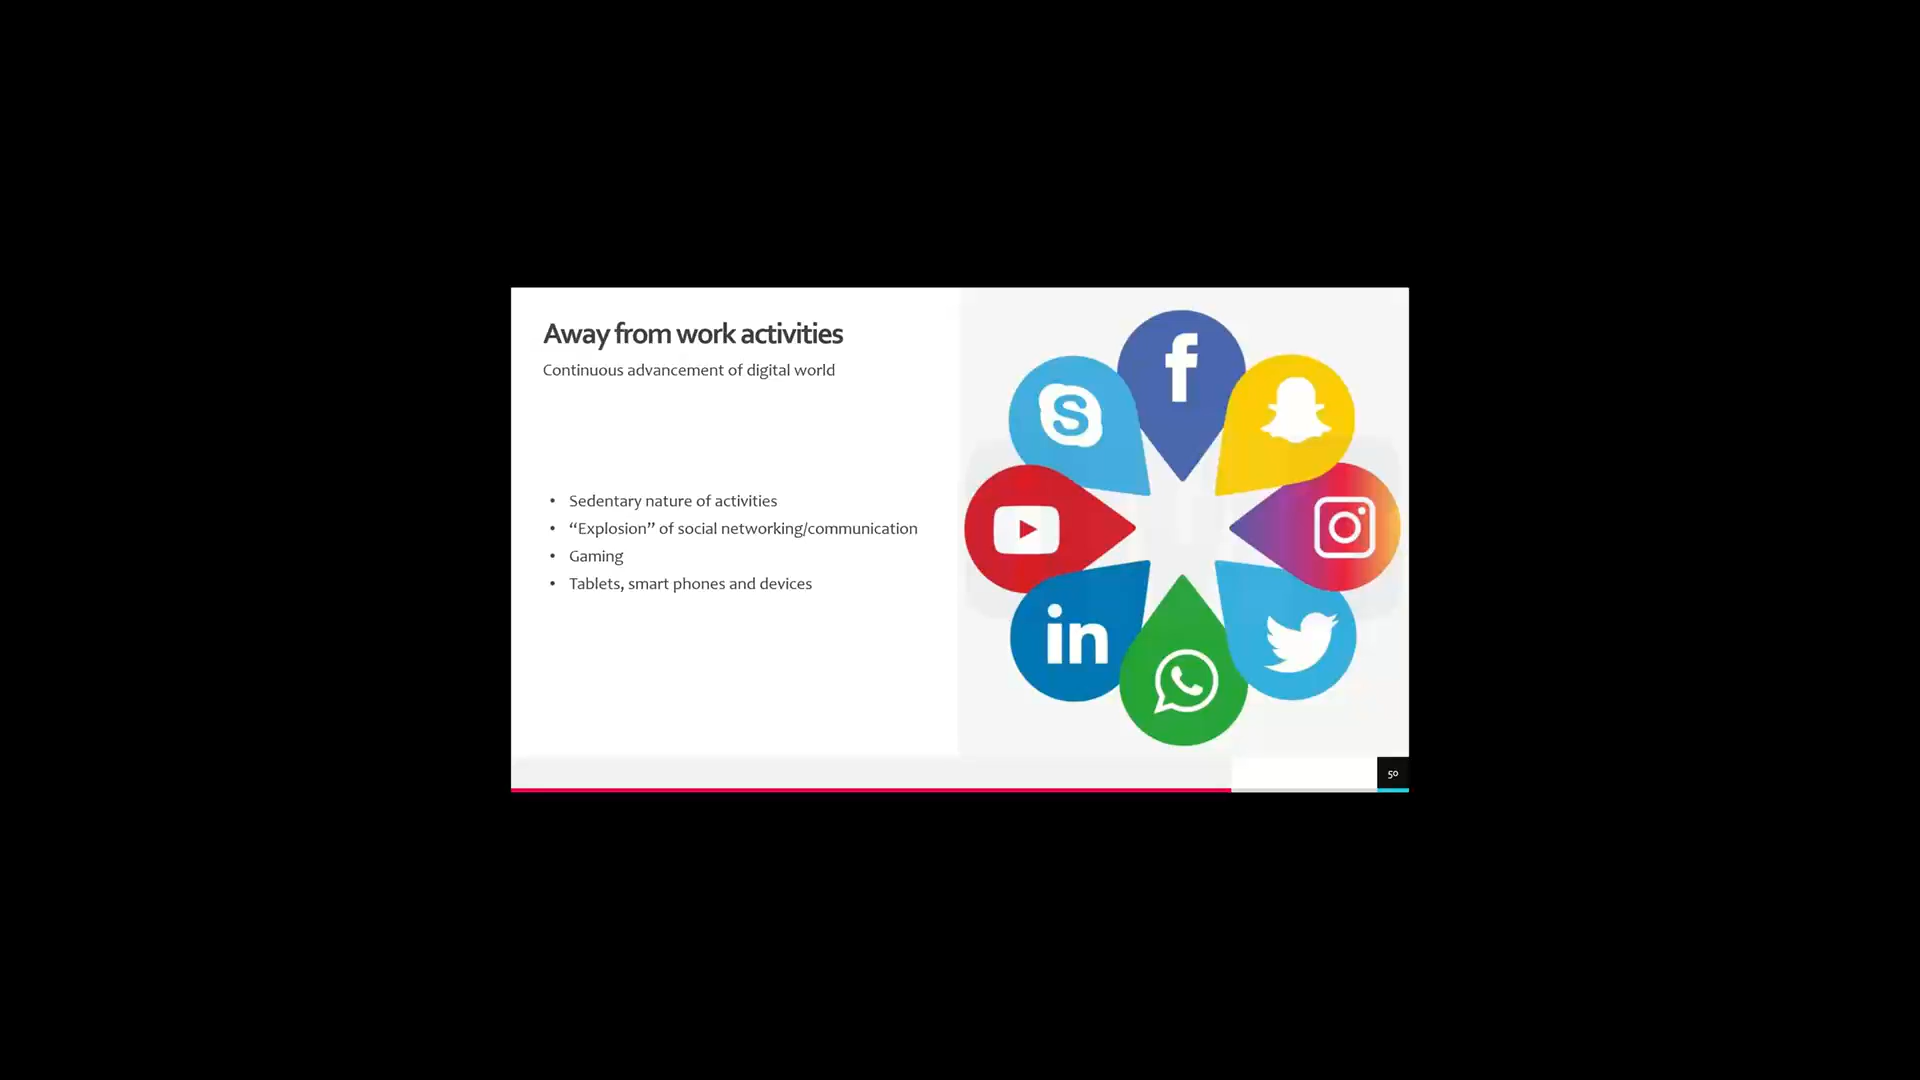 Away from work activities
Continuous advancement of digital world
• Sedentary nature of activities
• “Explosion” of social networking/communication
• Gaming
• Tablets, smart phones and devices
f
S
in
50